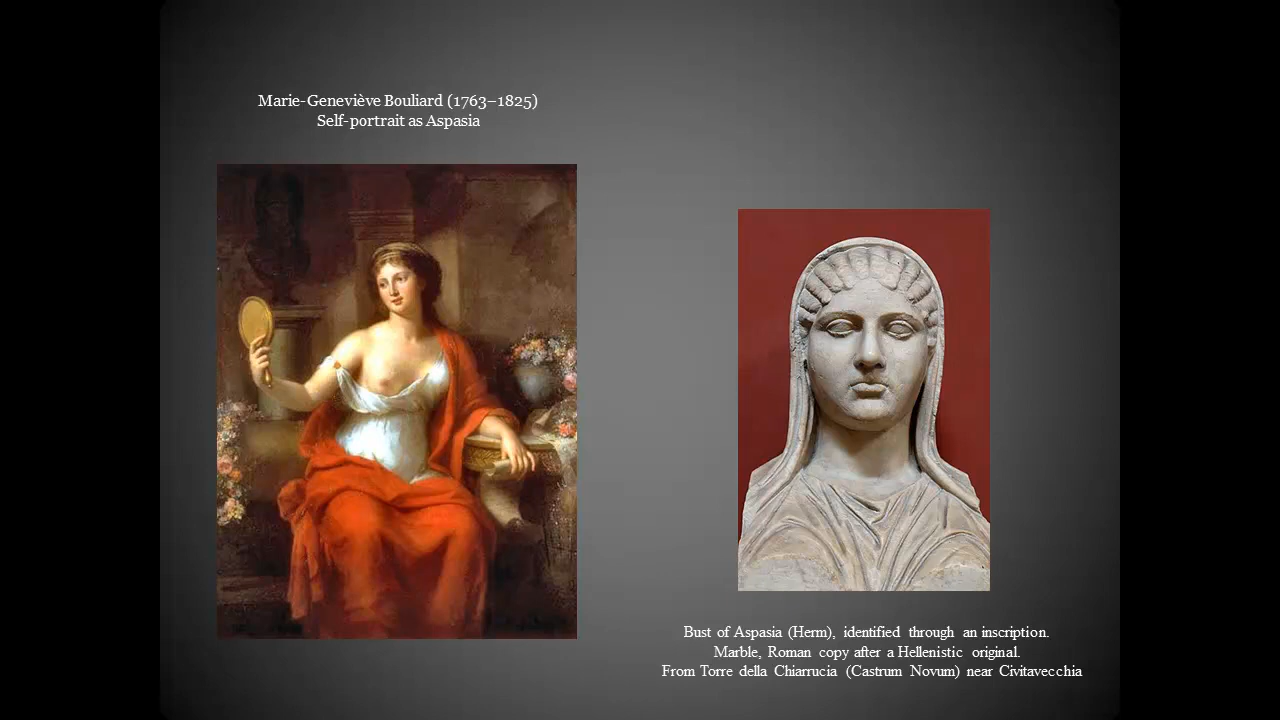 Marie-Geneviève Bouliard (1763–1825)
Self-portrait as Aspasia
Bust of Aspasia (Herm), identified through an inscription.
Marble, Roman copy after a Hellenistic original.
From Torre della Chiarrucia (Castrum Novum) near Civitavecchia